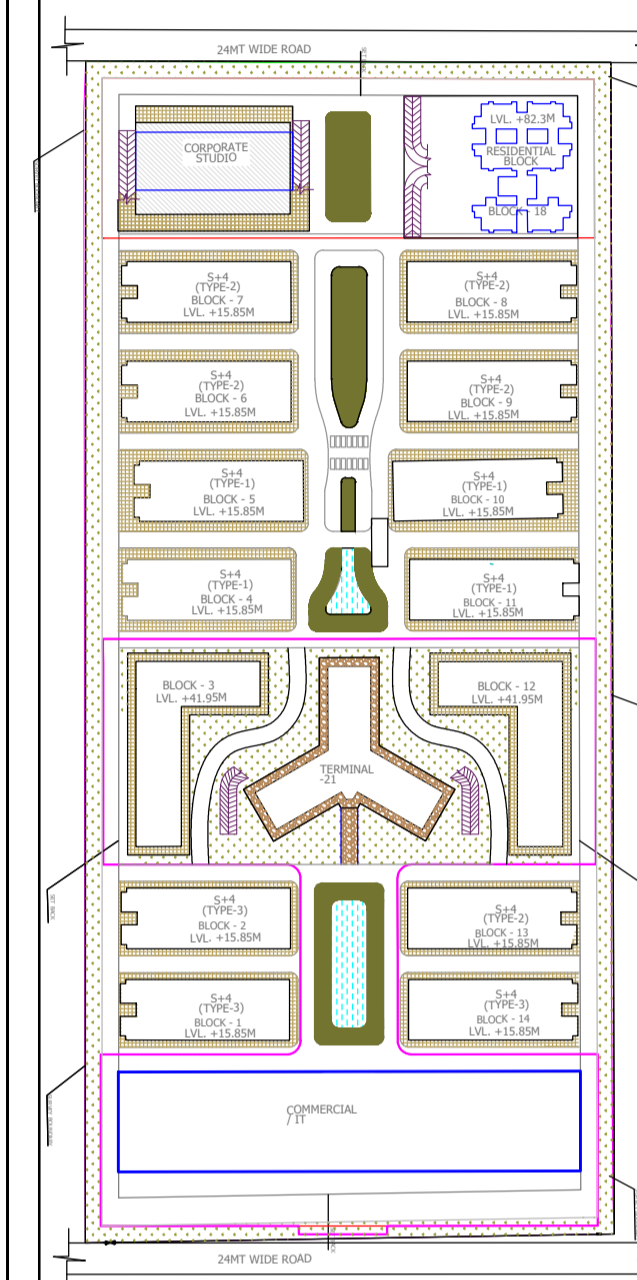 24MT WIDE ROAD
CORPORATE
STUDIO
LVL. +82.3M
RESIDENTIAL
BLOCK
BLOCK - 18
S+4
(TYPE-2)
BLOCK - 7
LVL. +15.85M
S+4
(TYPE-2)
BLOCK - 8
LVL. +15.85M
S+4
(TYPE-2)
BLOCK - 6
LVL. +15.85M
S+4
(TYPE-2)
BLOCK - 9
LVL. +15.85M
S+4
(TYPE-1)
BLOCK - 5
LVL. +15.85M
S+4
(TYPE-1)
BLOCK - 10
LVL. +15.85M
S+4
(TYPE-1)
BLOCK - 4
LVL. +15.85M
S+4
(TYPE-1)
BLOCK - 11
LVL. +15.85M
BLOCK - 3
LVL. +41.95M
BLOCK - 12
LVL. +41.95M
TERMINAL
-21
S+4
(TYPE-3)
BLOCK - 2
LVL. +15.85M
S+4
(TYPE-2)
BLOCK - 13
LVL. +15.85M
S+4
(TYPE-3)
BLOCK - 1
LVL. +15.85M
S+4
(TYPE-3)
BLOCK - 14
LVL. +15.85M
COMMERCIAL
/ IT
24MT WIDE ROAD